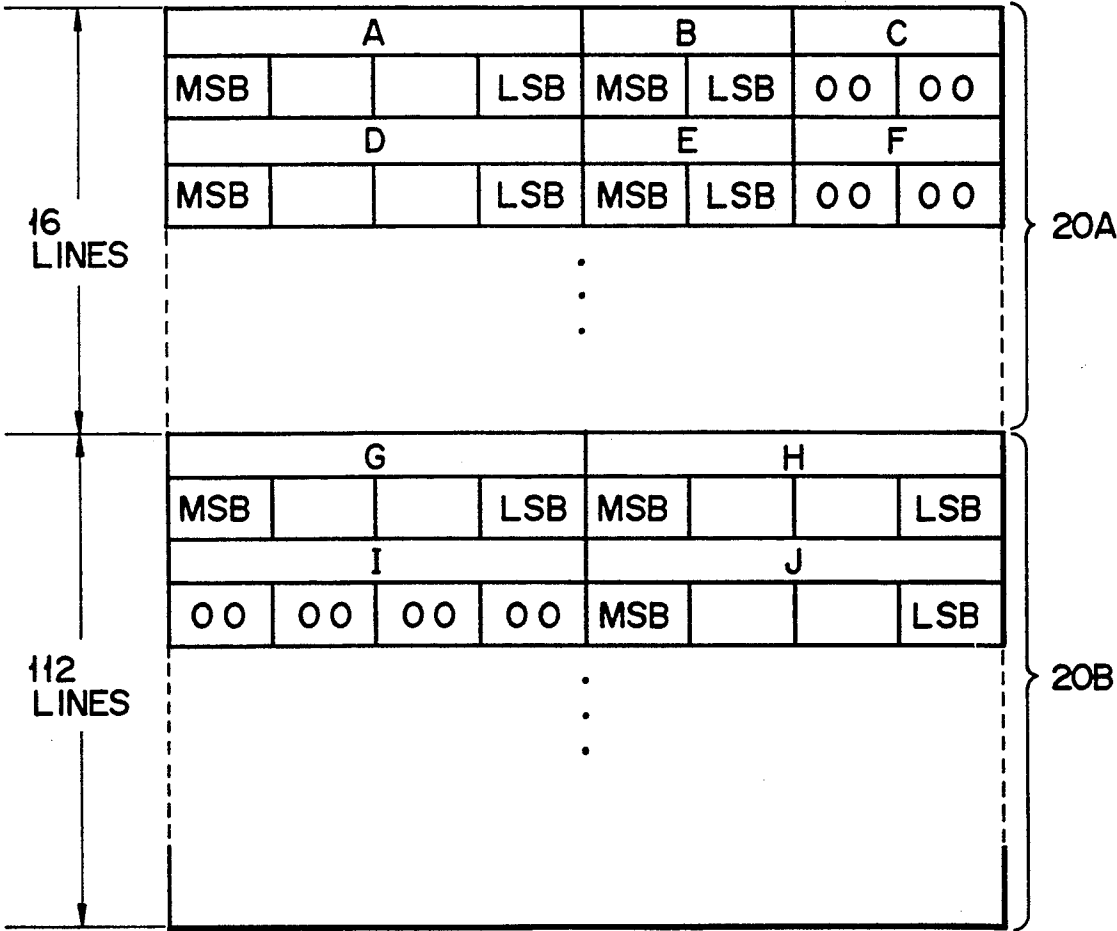 A B C
MSB LSB MSB LSB 00 00
D E F
MSB LSB MSB LSB 00 00
16
LINES
20A
G H
MSB LSB MSB LSB
I J
00 00 00 00 MSB LSB
112
LINES
20B